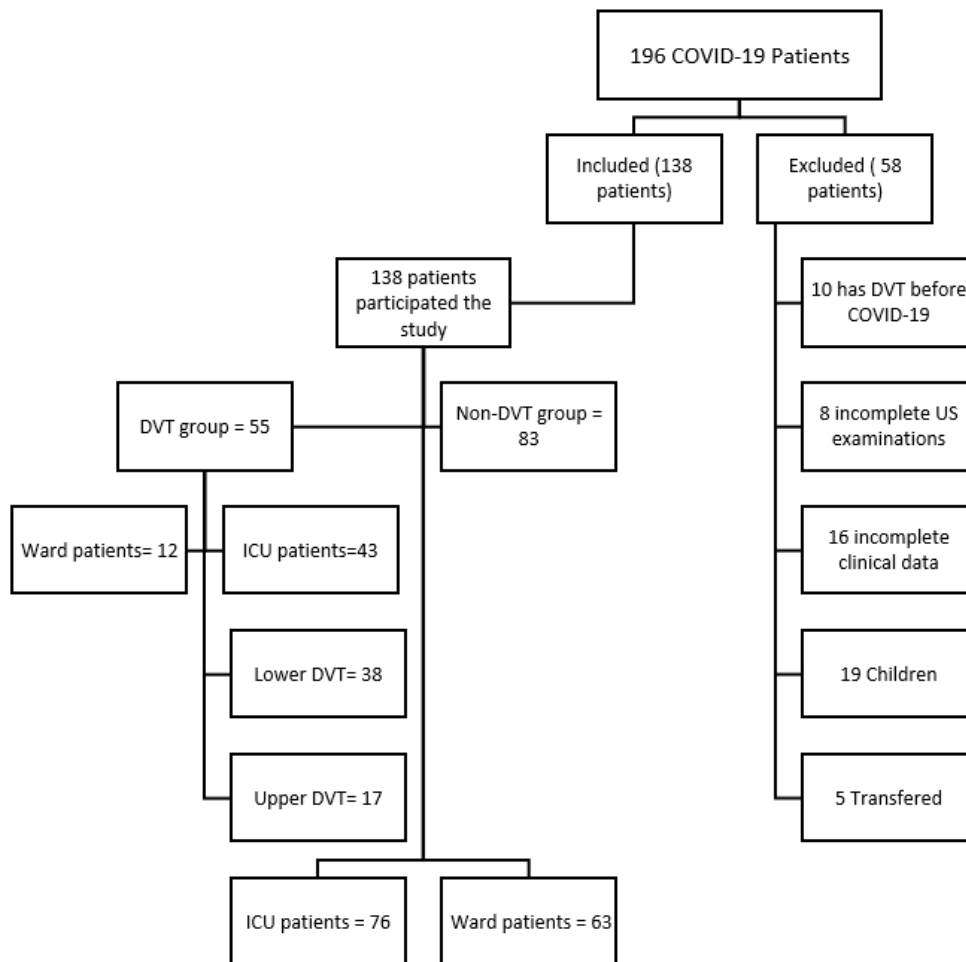 196 COVID-19 Patients
Included (138
patients)
Excluded ( 58
patients)
138 patients
participated the
study
10 has DVT before
COVID-19
DVT group = 55
Non-DVT group =
83
8 incomplete US
examinations
Ward patients= 12
ICU patients=43
16 incomplete
clinical data
Lower DVT= 38
19 Children
Upper DVT= 17
5 Transfered
ICU patients = 76
Ward patients = 63